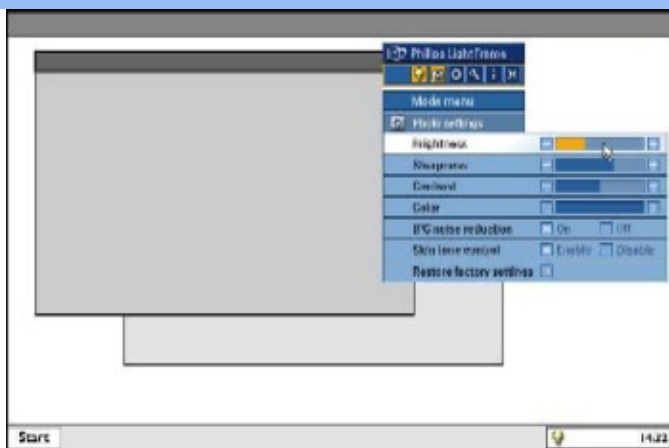 Philips LightFrame
Mode menu
Photo settings
Brightness
Sharpness
Contrast
Color
JPG noise reduction On Off
Skin tone control Enable Disable
Restore factory settings
Start 14:22